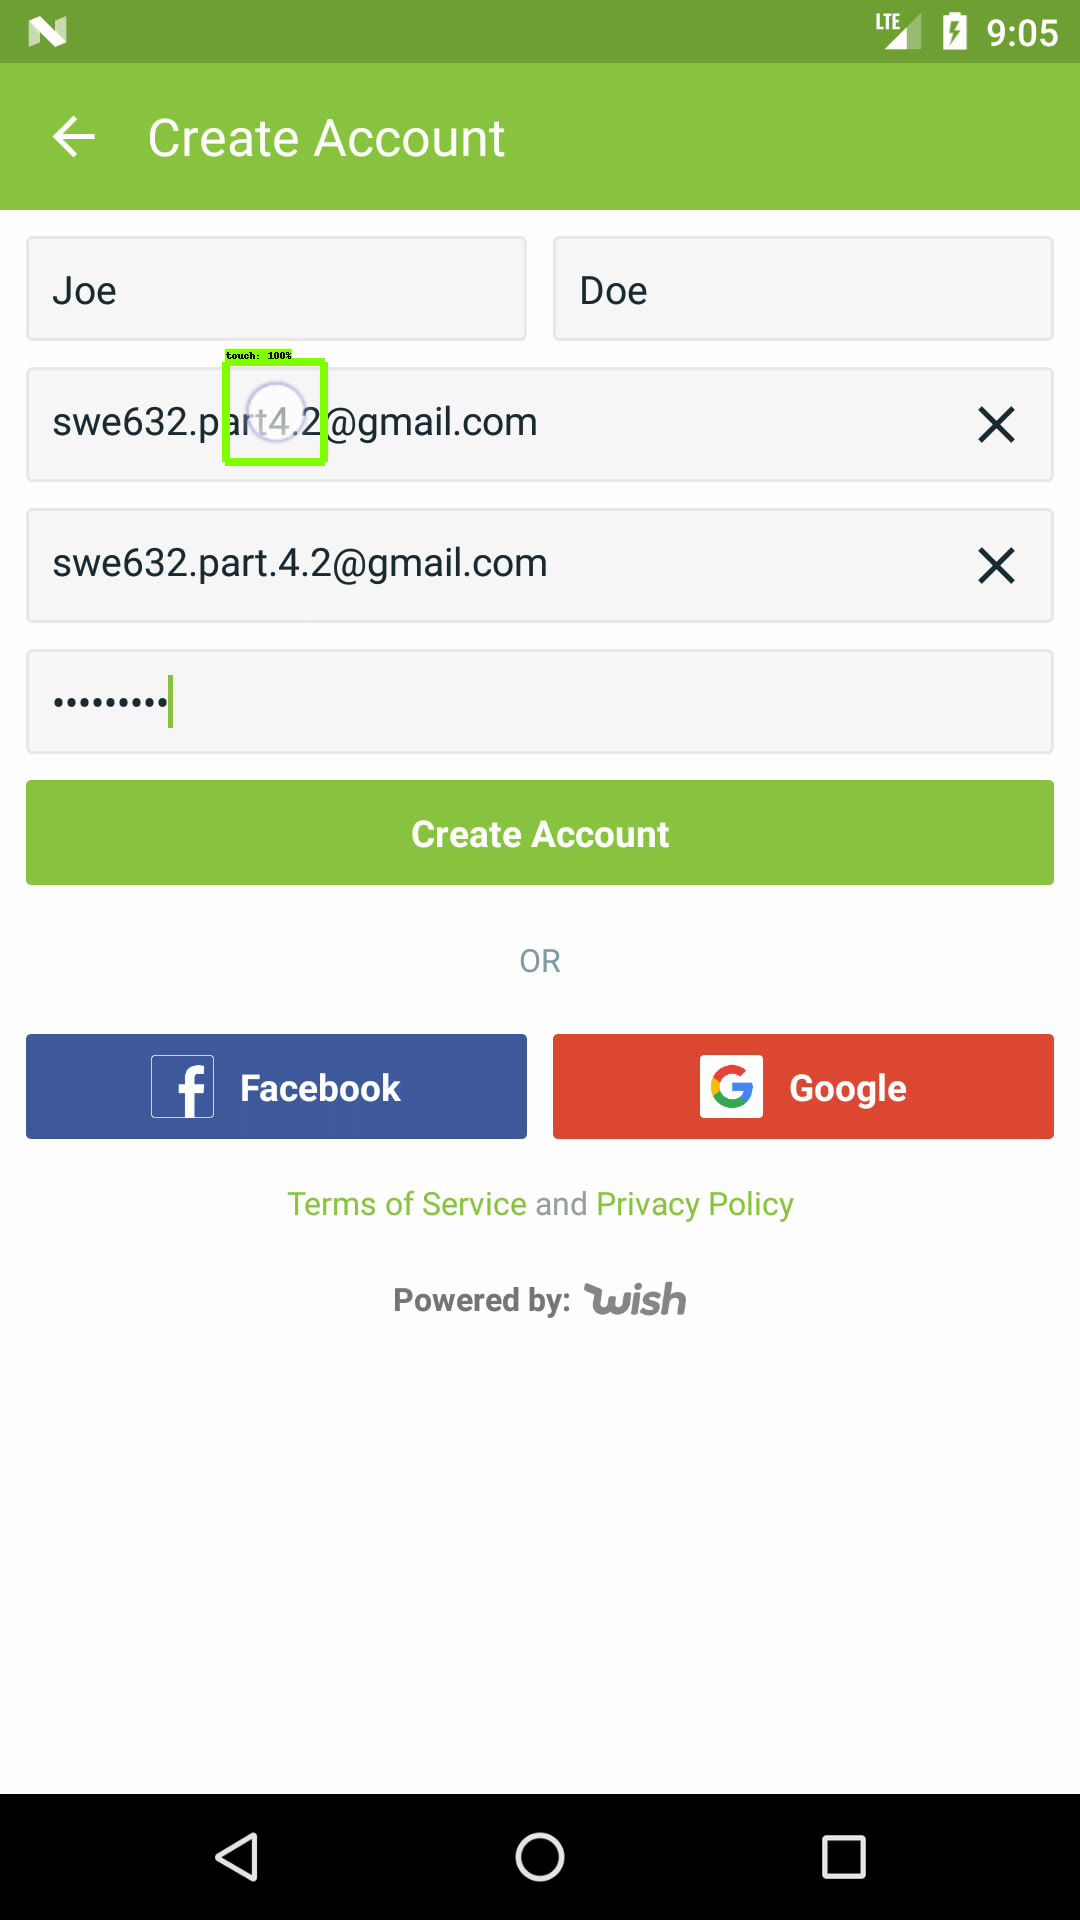 LTE 9:05
Create Account
Joe Doe
touch: 100%
swe632.part4.2@gmail.com
swe632.part.4.2@gmail.com
•••••••••
Create Account
OR
f Facebook G Google
Terms of Service and Privacy Policy
Powered by: wish